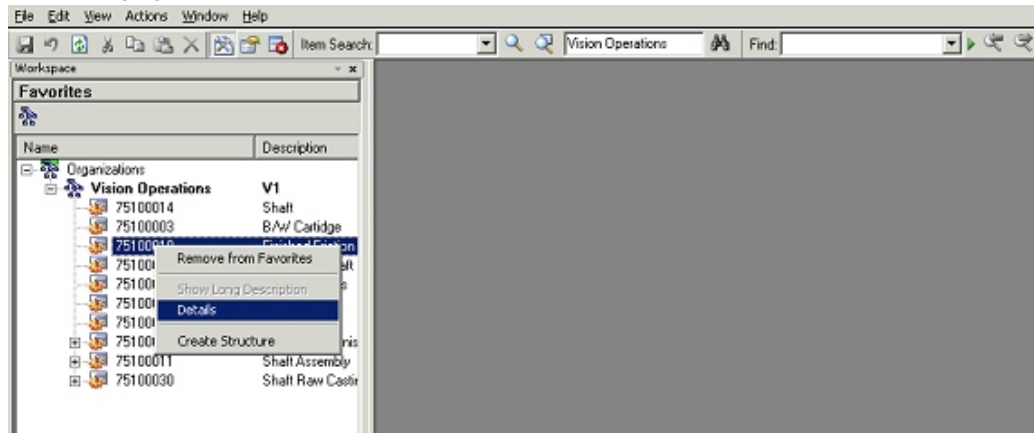 File Edit View Actions Window Help
Item Search: Vision Operations Find:
Workspace
Favorites
Name Description
Organizations
Vision Operations V1
75100014 Shaft
75100003 B/W Cartidge
Finished Friction
Remove from Favorites
Show Long Description
Details
Create Structure
75100011 Shaft Assembly
75100030 Shaft Raw